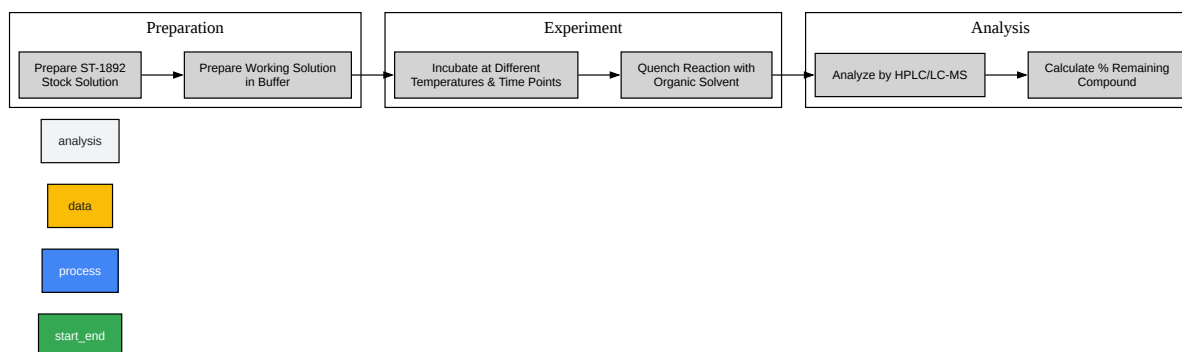 Preparation
Experiment
Analysis
Prepare ST-1892
Stock Solution
Prepare Working Solution
in Buffer
Incubate at Different
Temperatures & Time Points
Quench Reaction with
Organic Solvent
Analyze by HPLC/LC-MS
Calculate % Remaining
Compound
analysis
data
process
start_end